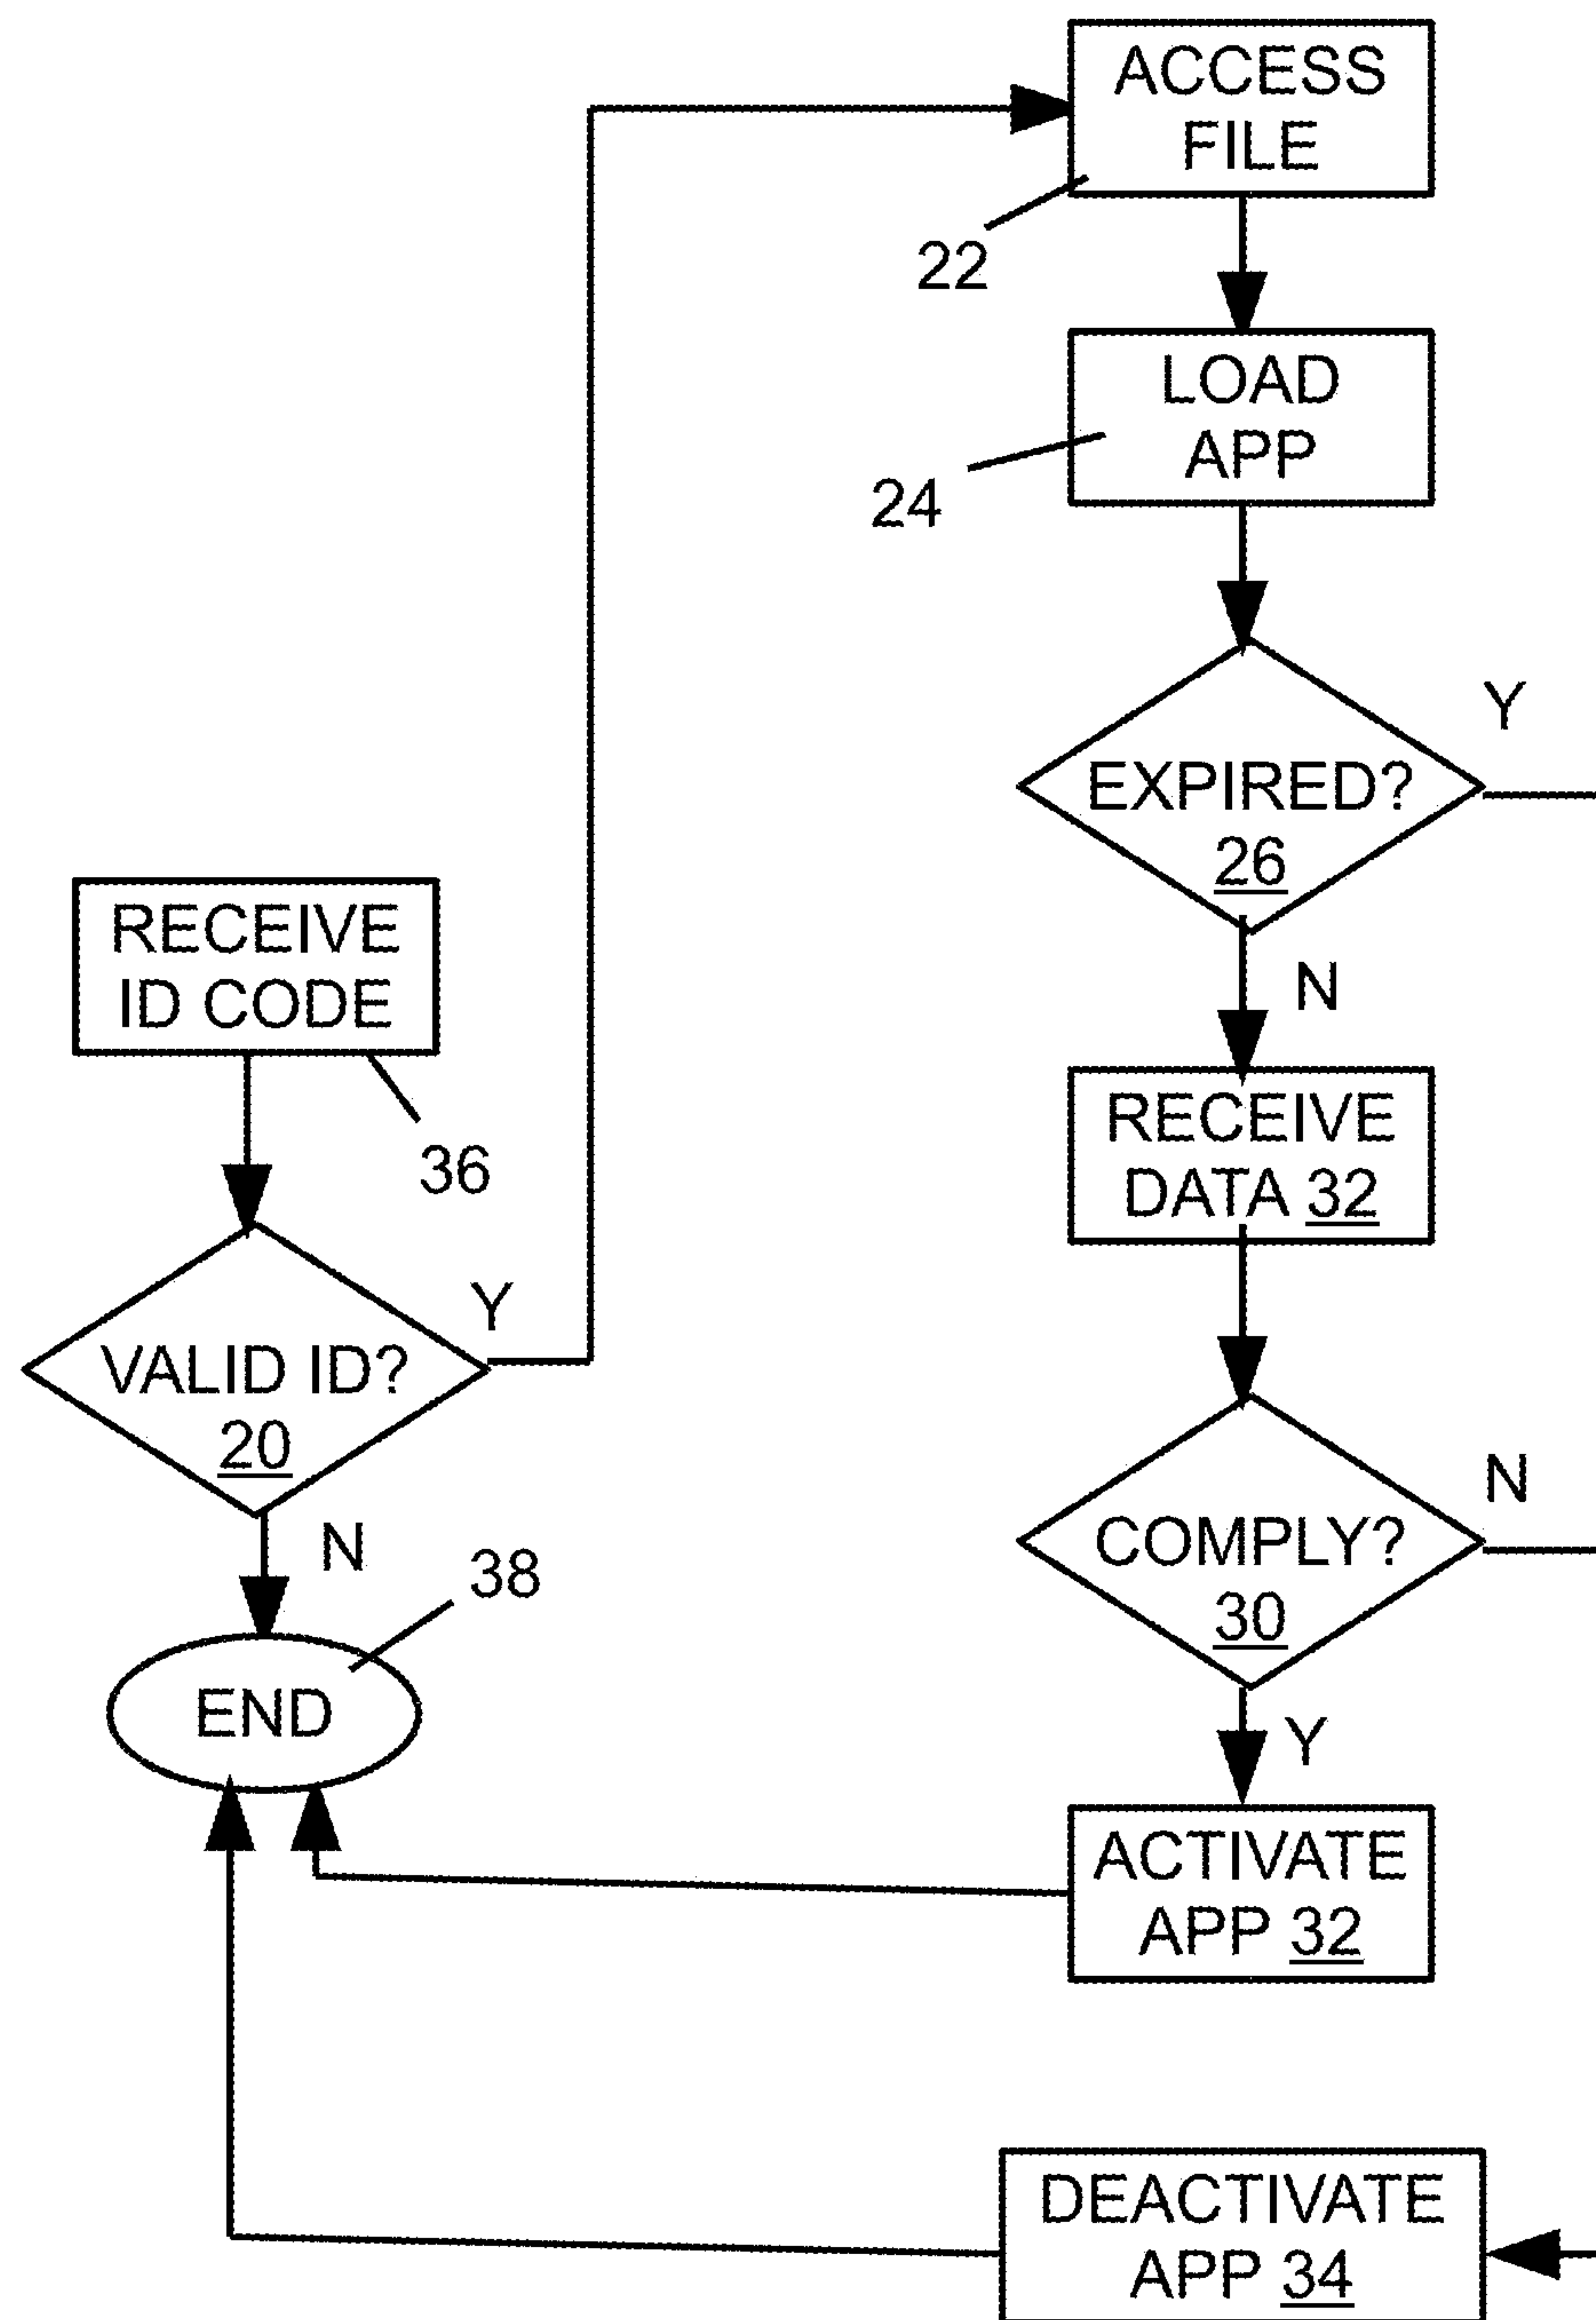 ACCESS
FILE
22
LOAD
APP
24
EXPIRED?
26
Y
N
RECEIVE
ID CODE
36
RECEIVE
DATA 32
VALID ID?
20
Y
N
COMPLY?
30
N
Y
38
END
ACTIVATE
APP 32
DEACTIVATE
APP 34